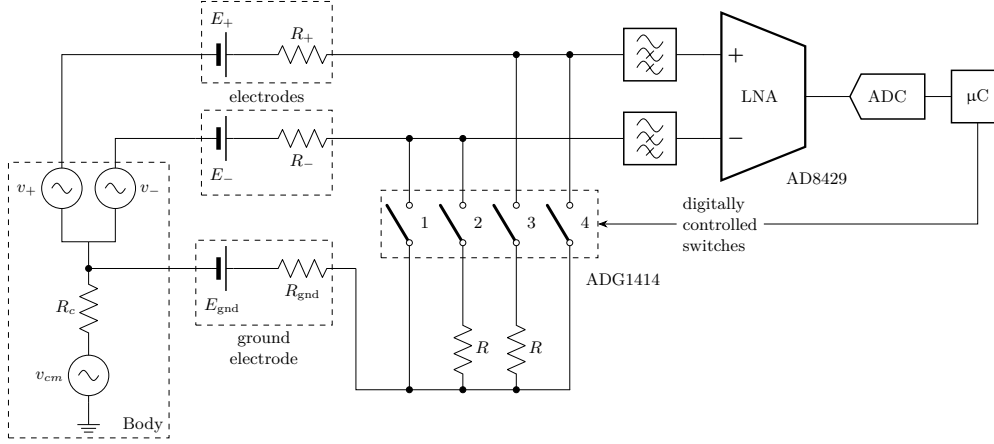 E+
R+
electrodes
LNA
ADC
μC
+
−
E−
R−
v+
v−
AD8429
1
2
3
4
digitally
controlled
switches
ADG1414
Egnd
Rgnd
Rc
ground
electrode
R
R
vcm
Body